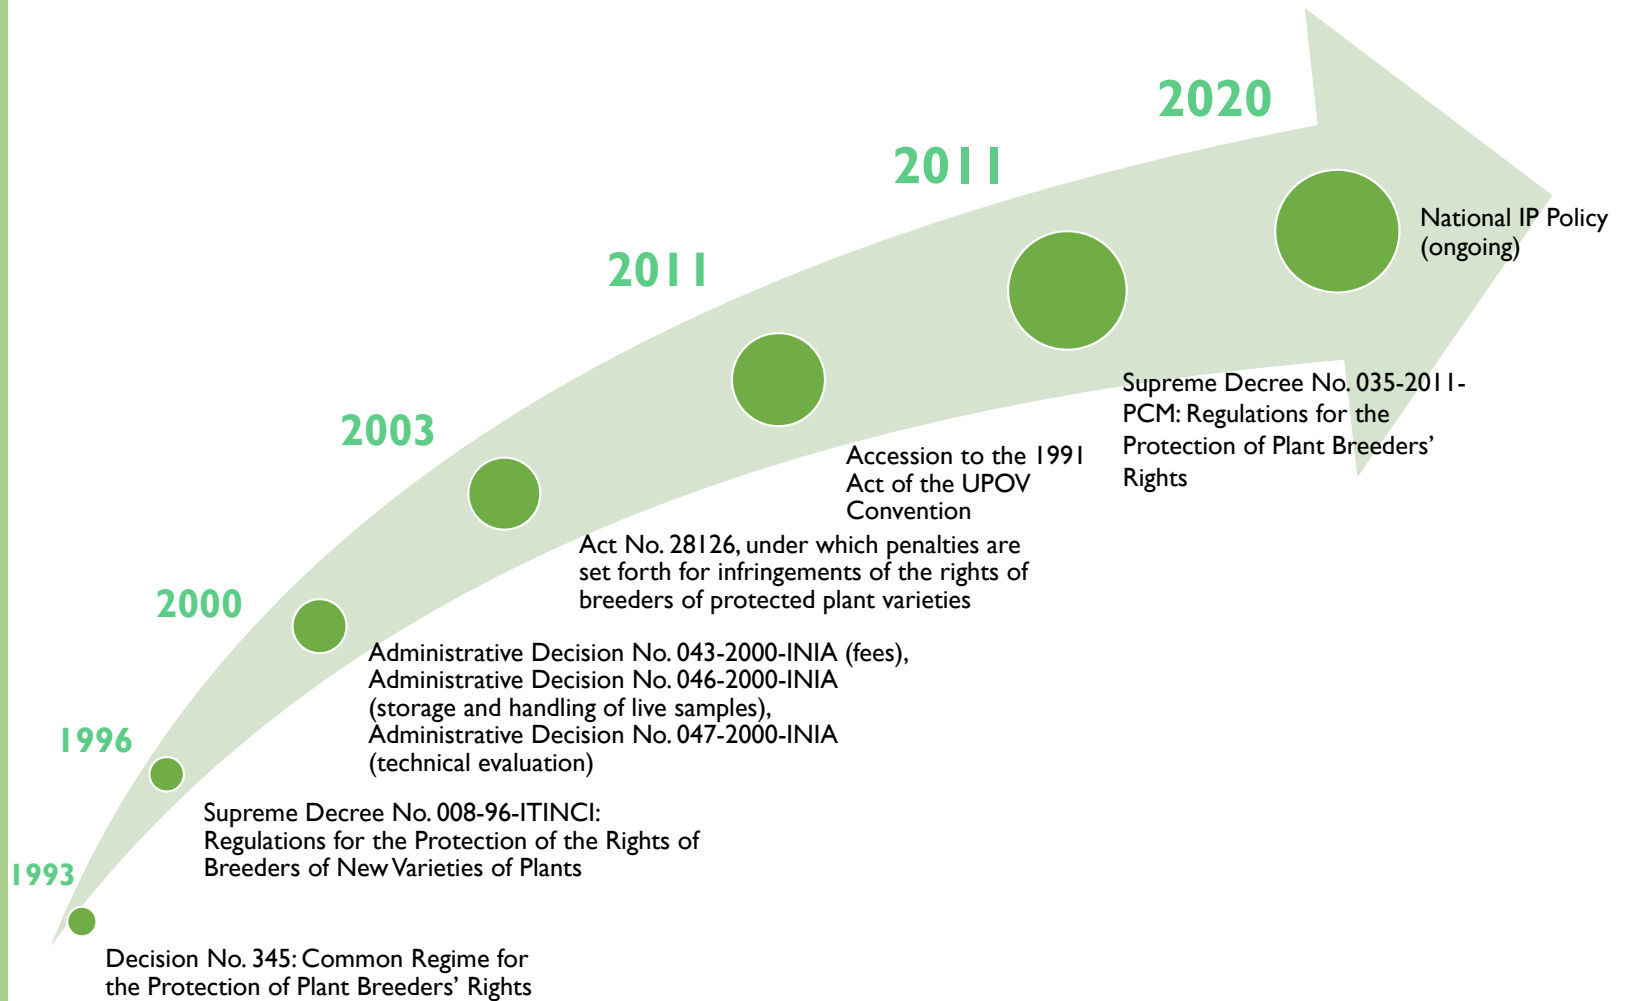 1993
Decision No. 345: Common Regime for
the Protection of Plant Breeders’ Rights
1996
Supreme Decree No. 008-96-ITINCI:
Regulations for the Protection of the Rights of
Breeders of New Varieties of Plants
2000
Administrative Decision No. 043-2000-INIA (fees),
Administrative Decision No. 046-2000-INIA
(storage and handling of live samples),
Administrative Decision No. 047-2000-INIA
(technical evaluation)
2003
Act No. 28126, under which penalties are
set forth for infringements of the rights of
breeders of protected plant varieties
2011
Accession to the 1991
Act of the UPOV
Convention
2011
Supreme Decree No. 035-2011-
PCM: Regulations for the
Protection of Plant Breeders’
Rights
2020
National IP Policy
(ongoing)